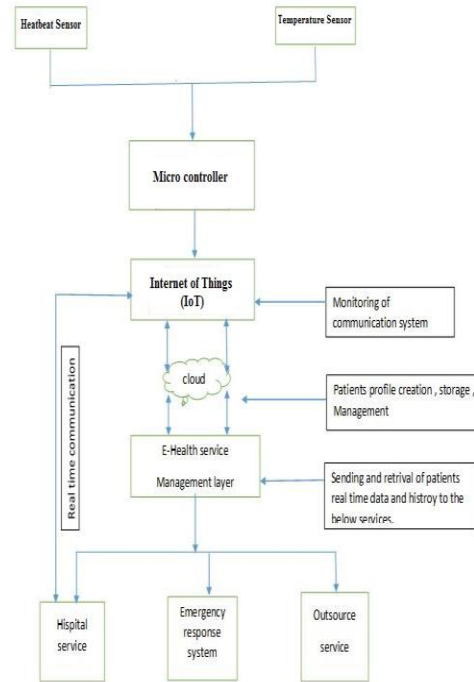 Heatbeat Sensor
Temperature Sensor
Micro controller
Internet of Things
(IoT)
Monitoring of
communication system
Real time communication
cloud
Patients profile creation , storage ,
Management
E-Health service
Management layer
Sending and retrival of patients
real time data and histroy to the
below services.
Hispital
service
Emergency
response
system
Outsource
service